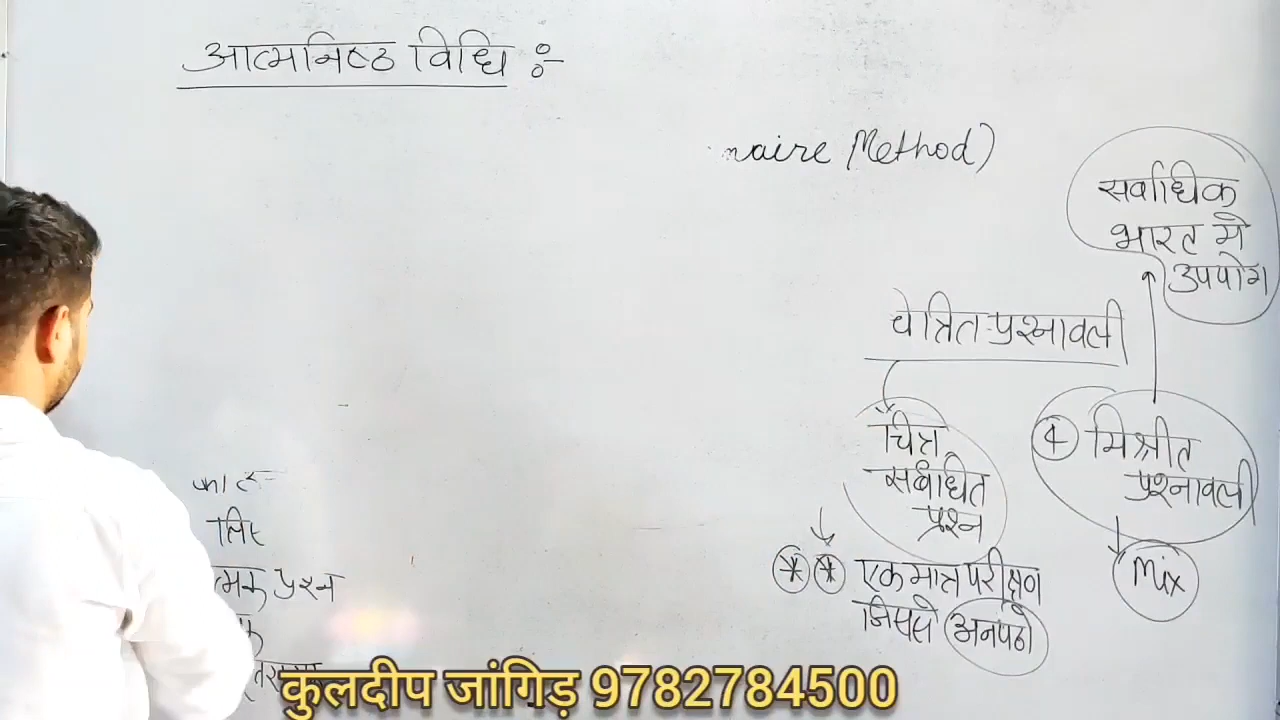 आत्मनिष्ठ विधि :-
naire Method)
सर्वाधिक
भारत मे
उपयोग
चित्रित प्रश्नावली
चित्र
सबंधित
प्रश्न
④ मिश्रीत
प्रश्नावली
Mix
** एकमात्र परीक्षण
जिससे अनपढो
लिए
त्मक प्रश्न
कुलदीप जांगिड़ 9782784500